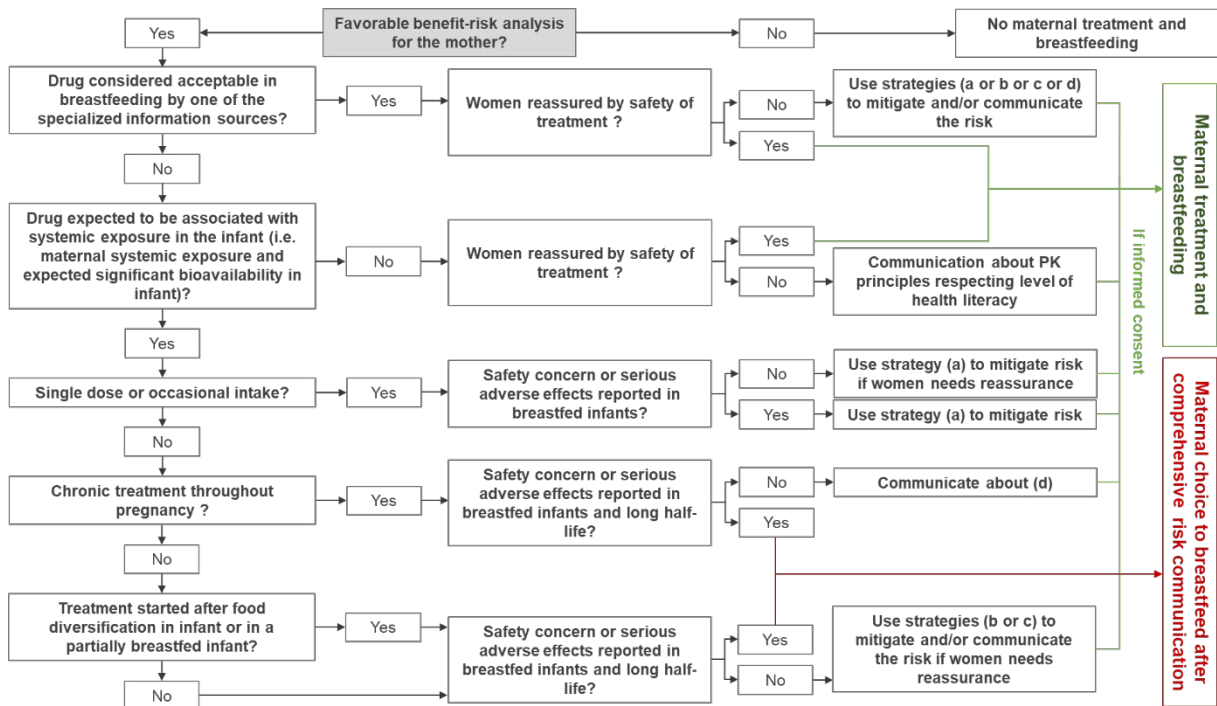 Yes
Favorable benefit-risk analysis
for the mother?
No
No maternal treatment and
breastfeeding
Drug considered acceptable in
breastfeeding by one of the
specialized information sources?
Yes
Women reassured by safety of
treatment ?
No
Use strategies (a or b or c or d)
to mitigate and/or communicate
the risk
Yes
No
Drug expected to be associated with
systemic exposure in the infant (i.e.
maternal systemic exposure and
expected significant bioavailability in
infant)?
No
Women reassured by safety of
treatment ?
Yes
No
Communication about PK
principles respecting level of
health literacy
Yes
Single dose or occasional intake?
Yes
Safety concern or serious
adverse effects reported in
breastfed infants?
No
Use strategy (a) to mitigate risk
if women needs reassurance
Yes
Use strategy (a) to mitigate risk
No
Chronic treatment throughout
pregnancy ?
Yes
Safety concern or serious
adverse effects reported in
breastfed infants and long half-
life?
No
Communicate about (d)
Yes
No
Treatment started after food
diversification in infant or in a
partially breastfed infant?
Yes
Safety concern or serious
adverse effects reported in
breastfed infants and long half-
life?
Yes
No
Use strategies (b or c) to
mitigate and/or communicate
the risk if women needs
reassurance
No
If informed consent
Maternal treatment and
breastfeeding
Maternal choice to breastfeed after
comprehensive risk communication